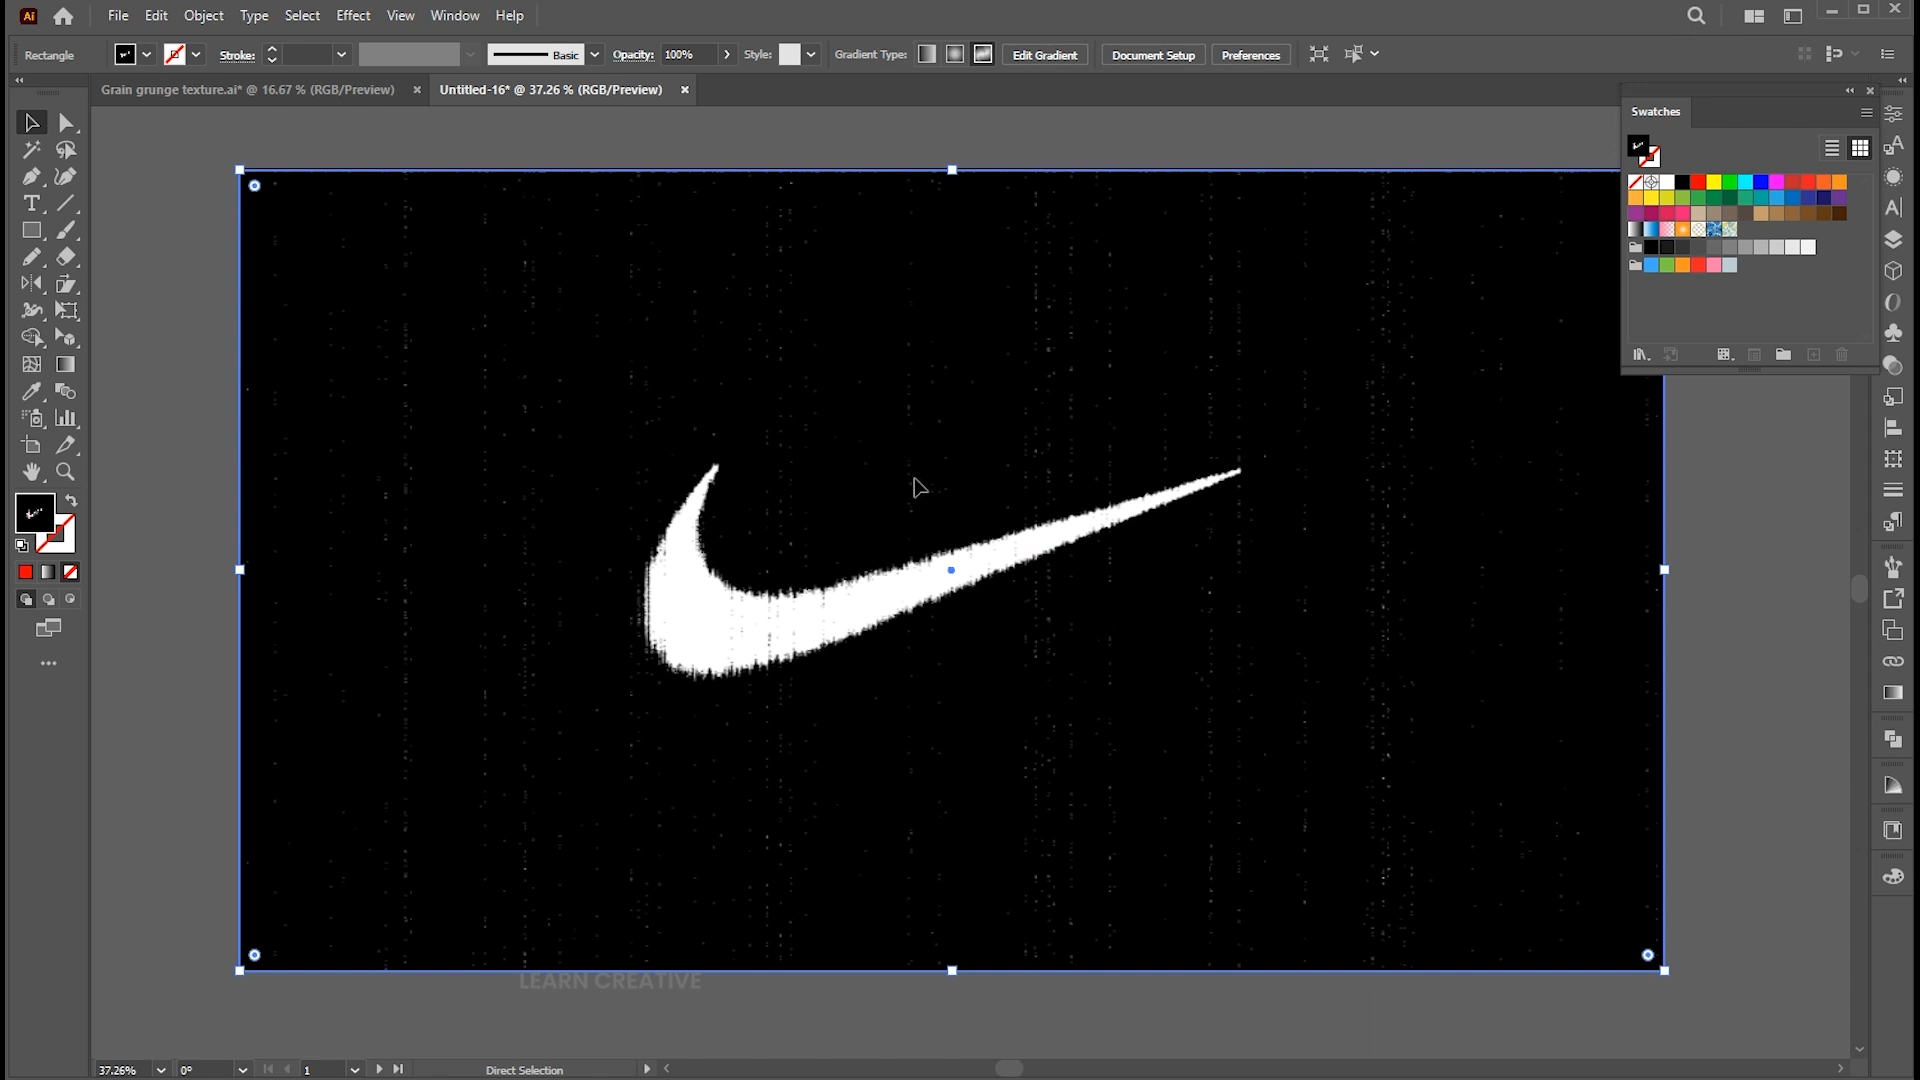 Ai File Edit Object Type Select Effect View Window Help
Rectangle Stroke: Basic Opacity: 100% Style: Gradient Type: Edit Gradient Document Setup Preferences
Grain grunge texture.ai* @ 16.67 % (RGB/Preview) Untitled-16* @ 37.26 % (RGB/Preview)
Swatches
LEARN CREATIVE
37.26% 0° 1 Direct Selection